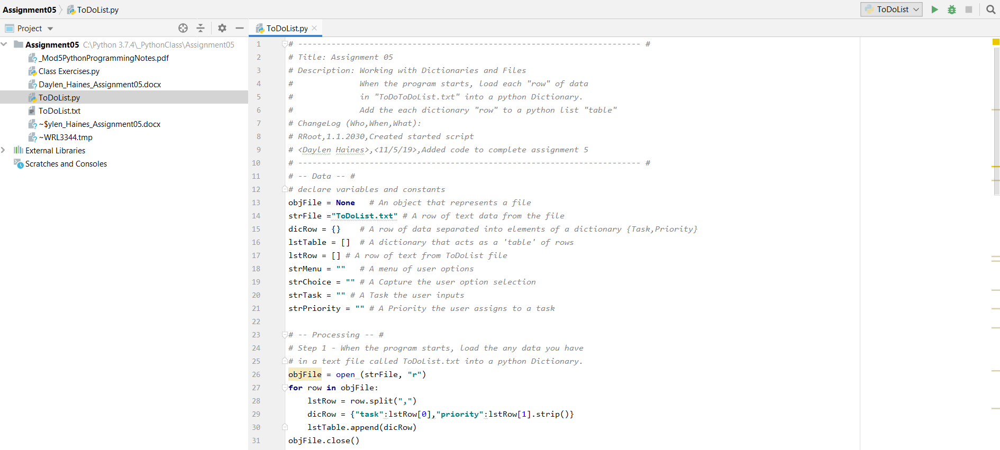 Assignment05 ToDoList.py ToDoList
Project
ToDoList.py
Assignment05 C:\Python 3.7.4\_PythonClass\Assignment05
_Mod5PythonProgrammingNotes.pdf
Class Exercises.py
Daylen_Haines_Assignment05.docx
ToDoList.py
ToDoList.txt
~$ylen_Haines_Assignment05.docx
~WRL3344.tmp
External Libraries
Scratches and Consoles
1 # ------------------------------------------------------------------------ #
2 # Title: Assignment 05
3 # Description: Working with Dictionaries and Files
4 #              When the program starts, load each "row" of data
5 #              in "ToDoToDoList.txt" into a python Dictionary.
6 #              Add the each dictionary "row" to a python list "table"
7 # ChangeLog (Who,When,What):
8 # RRoot,1.1.2030,Created started script
9 # <Daylen Haines>,<11/5/19>,Added code to complete assignment 5
10 # ------------------------------------------------------------------------ #
11 # -- Data -- #
12 # declare variables and constants
13 objFile = None   # An object that represents a file
14 strFile ="ToDoList.txt" # A row of text data from the file
15 dicRow = {}    # A row of data separated into elements of a dictionary {Task,Priority}
16 lstTable = []  # A dictionary that acts as a 'table' of rows
17 lstRow = [] # A row of text from ToDoList file
18 strMenu = ""   # A menu of user options
19 strChoice = "" # A Capture the user option selection
20 strTask = "" # A Task the user inputs
21 strPriority = "" # A Priority the user assigns to a task
22
23 # -- Processing -- #
24 # Step 1 - When the program starts, load the any data you have
25 # in a text file called ToDoList.txt into a python Dictionary.
26 objFile = open (strFile, "r")
27 for row in objFile:
28     lstRow = row.split(",")
29     dicRow = {"task":lstRow[0],"priority":lstRow[1].strip()}
30     lstTable.append(dicRow)
31 objFile.close()